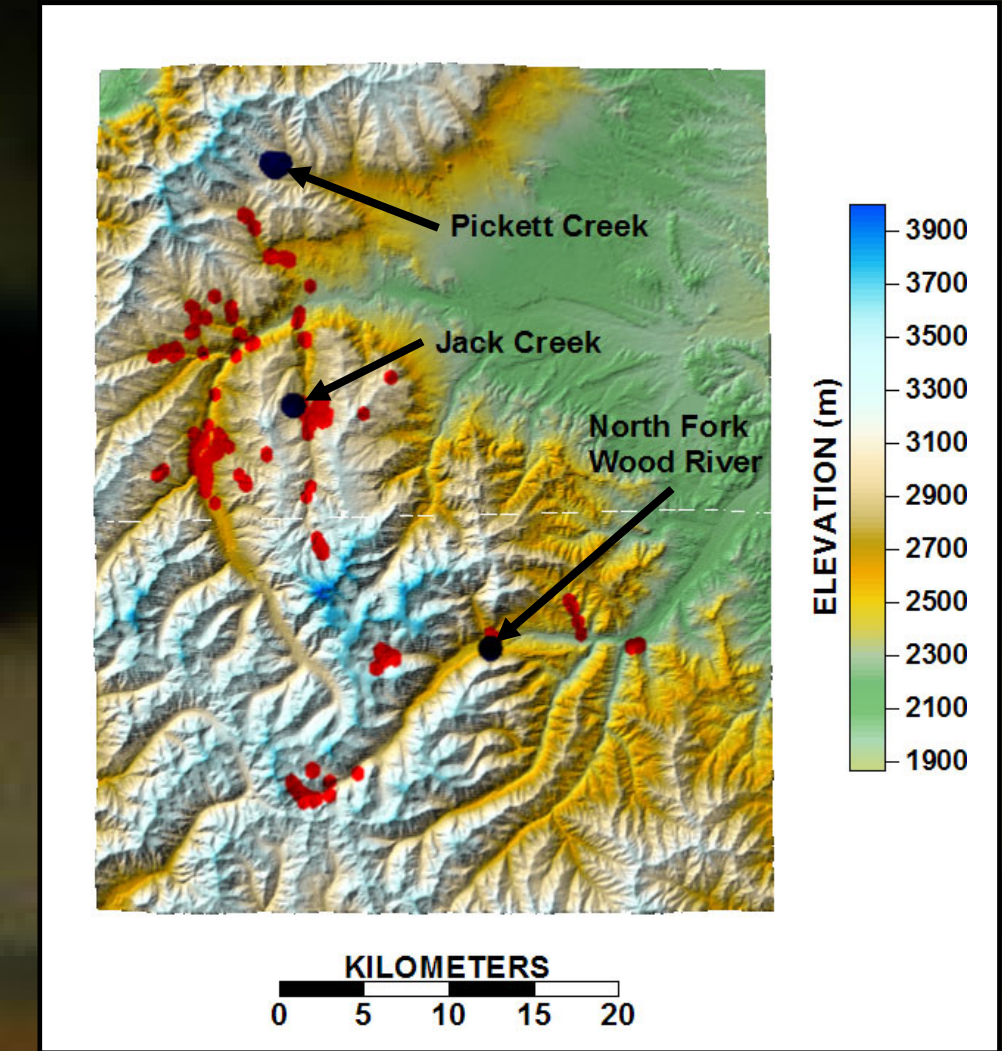 Pickett Creek
Jack Creek
North Fork
Wood River
ELEVATION (m)
3900
3700
3500
3300
3100
2900
2700
2500
2300
2100
1900
KILOMETERS
0 5 10 15 20